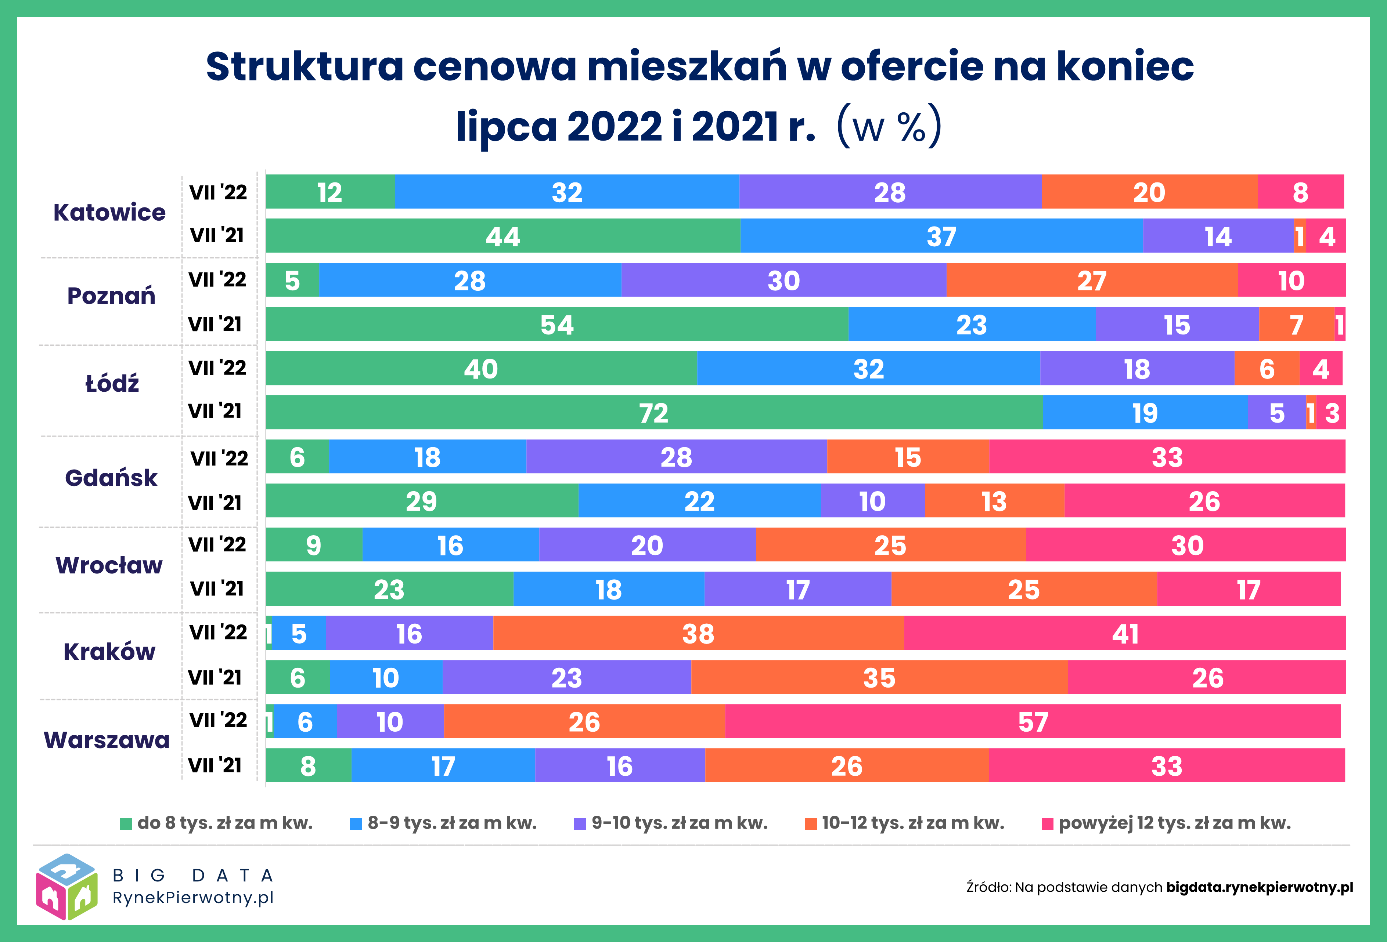 Struktura cenowa mieszkań w ofercie na koniec
lipca 2022 i 2021 r. (w %)
Katowice
VII '22 12 32 28 20 8
VII '21 44 37 14 1 4
Poznań
VII '22 5 28 30 27 10
VII '21 54 23 15 7 1
Łódź
VII '22 40 32 18 6 4
VII '21 72 19 5 1 3
Gdańsk
VII '22 6 18 28 15 33
VII '21 29 22 10 13 26
Wrocław
VII '22 9 16 20 25 30
VII '21 23 18 17 25 17
Kraków
VII '22 1 5 16 38 41
VII '21 6 10 23 35 26
Warszawa
VII '22 1 6 10 26 57
VII '21 8 17 16 26 33
do 8 tys. zł za m kw. 8-9 tys. zł za m kw. 9-10 tys. zł za m kw. 10-12 tys. zł za m kw. powyżej 12 tys. zł za m kw.
BIG DATA
RynekPierwotny.pl
Źródło: Na podstawie danych bigdata.rynekpierwotny.pl